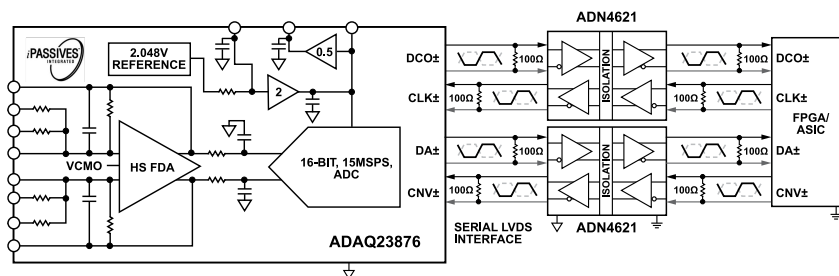 iPASSIVES
INTEGRATED
2.048V
REFERENCE
0.5
2
VCMO
HS FDA
16-BIT, 15MSPS,
ADC
ADAQ23876
DCO±
CLK±
DA±
CNV±
100Ω
100Ω
100Ω
100Ω
SERIAL LVDS
INTERFACE
ADN4621
ISOLATION
ISOLATION
ADN4621
100Ω
100Ω
100Ω
100Ω
DCO±
CLK±
DA±
CNV±
FPGA/
ASIC